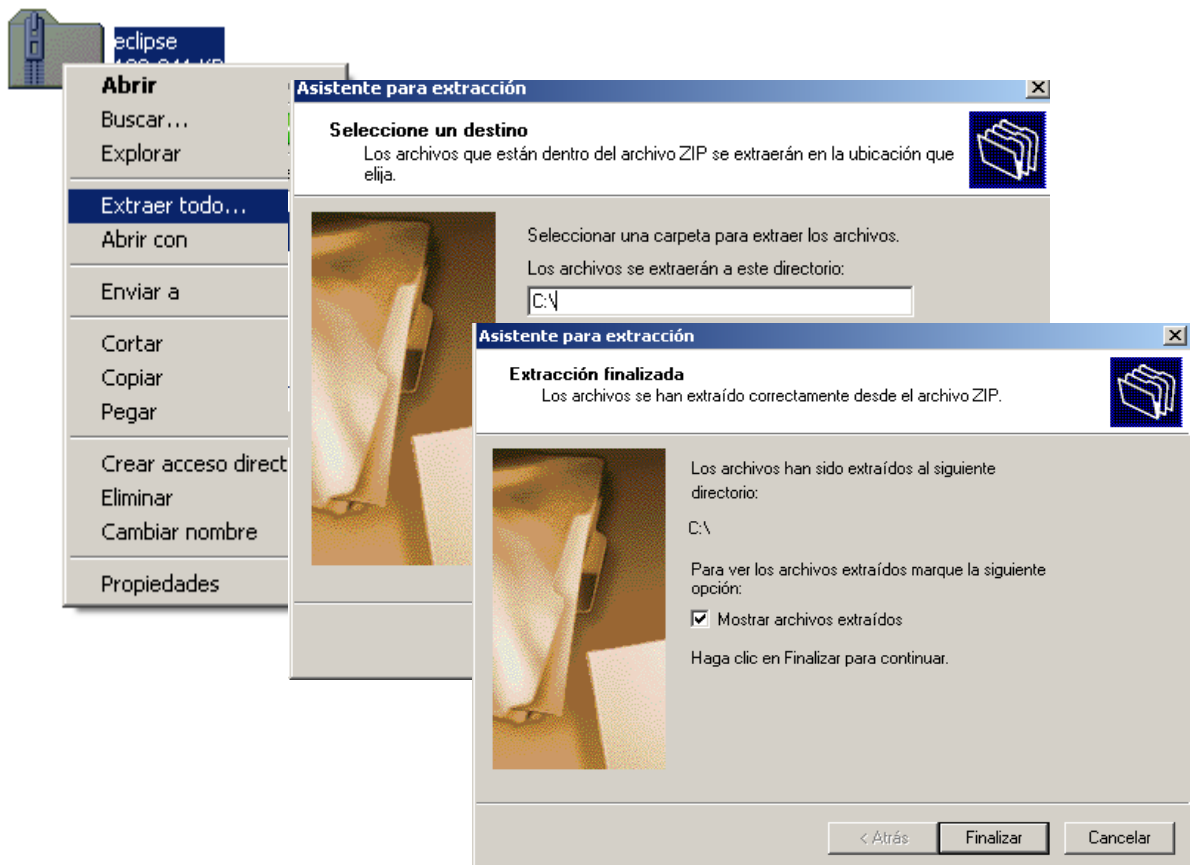 eclipse
Abrir
Buscar...
Explorar
Extraer todo...
Abrir con
Enviar a
Cortar
Copiar
Pegar
Crear acceso direct
Eliminar
Cambiar nombre
Propiedades
Asistente para extracción
Seleccione un destino
Los archivos que están dentro del archivo ZIP se extraerán en la ubicación que
elija.
Seleccionar una carpeta para extraer los archivos.
Los archivos se extraerán a este directorio:
C:\
Asistente para extracción
Extracción finalizada
Los archivos se han extraído correctamente desde el archivo ZIP.
Los archivos han sido extraídos al siguiente
directorio:
C:\
Para ver los archivos extraídos marque la siguiente
opción:
Mostrar archivos extraídos
Haga clic en Finalizar para continuar.
< Atrás
Finalizar
Cancelar